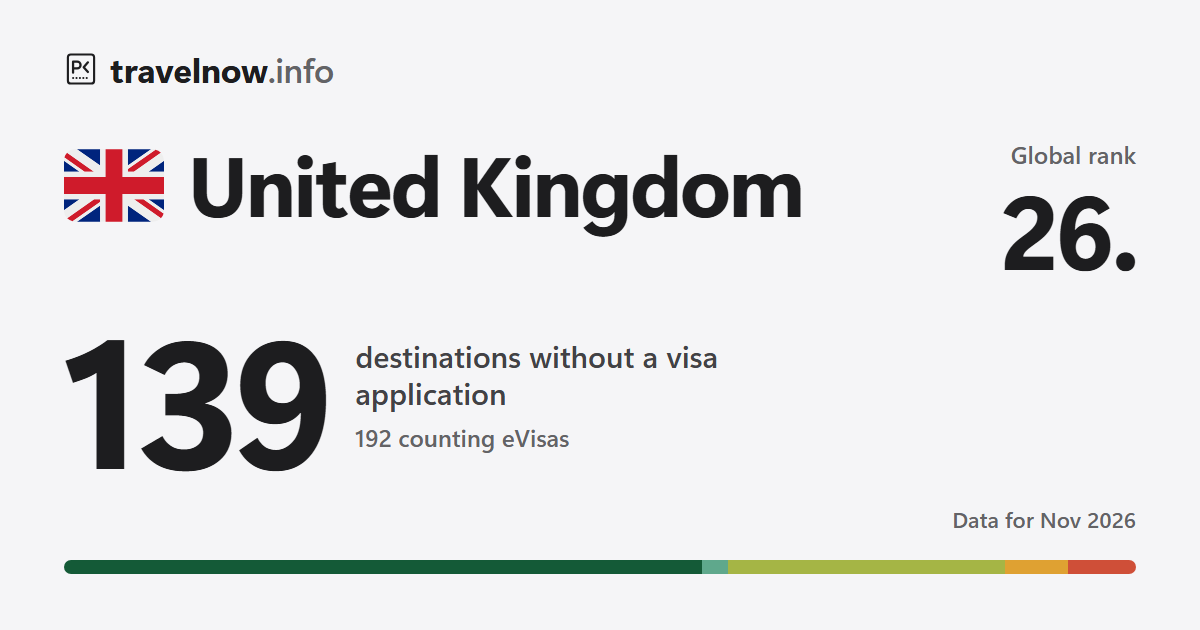 travelnow.info
United Kingdom
Global rank
26.
139
destinations without a visa
application
192 counting eVisas
Data for Nov 2026